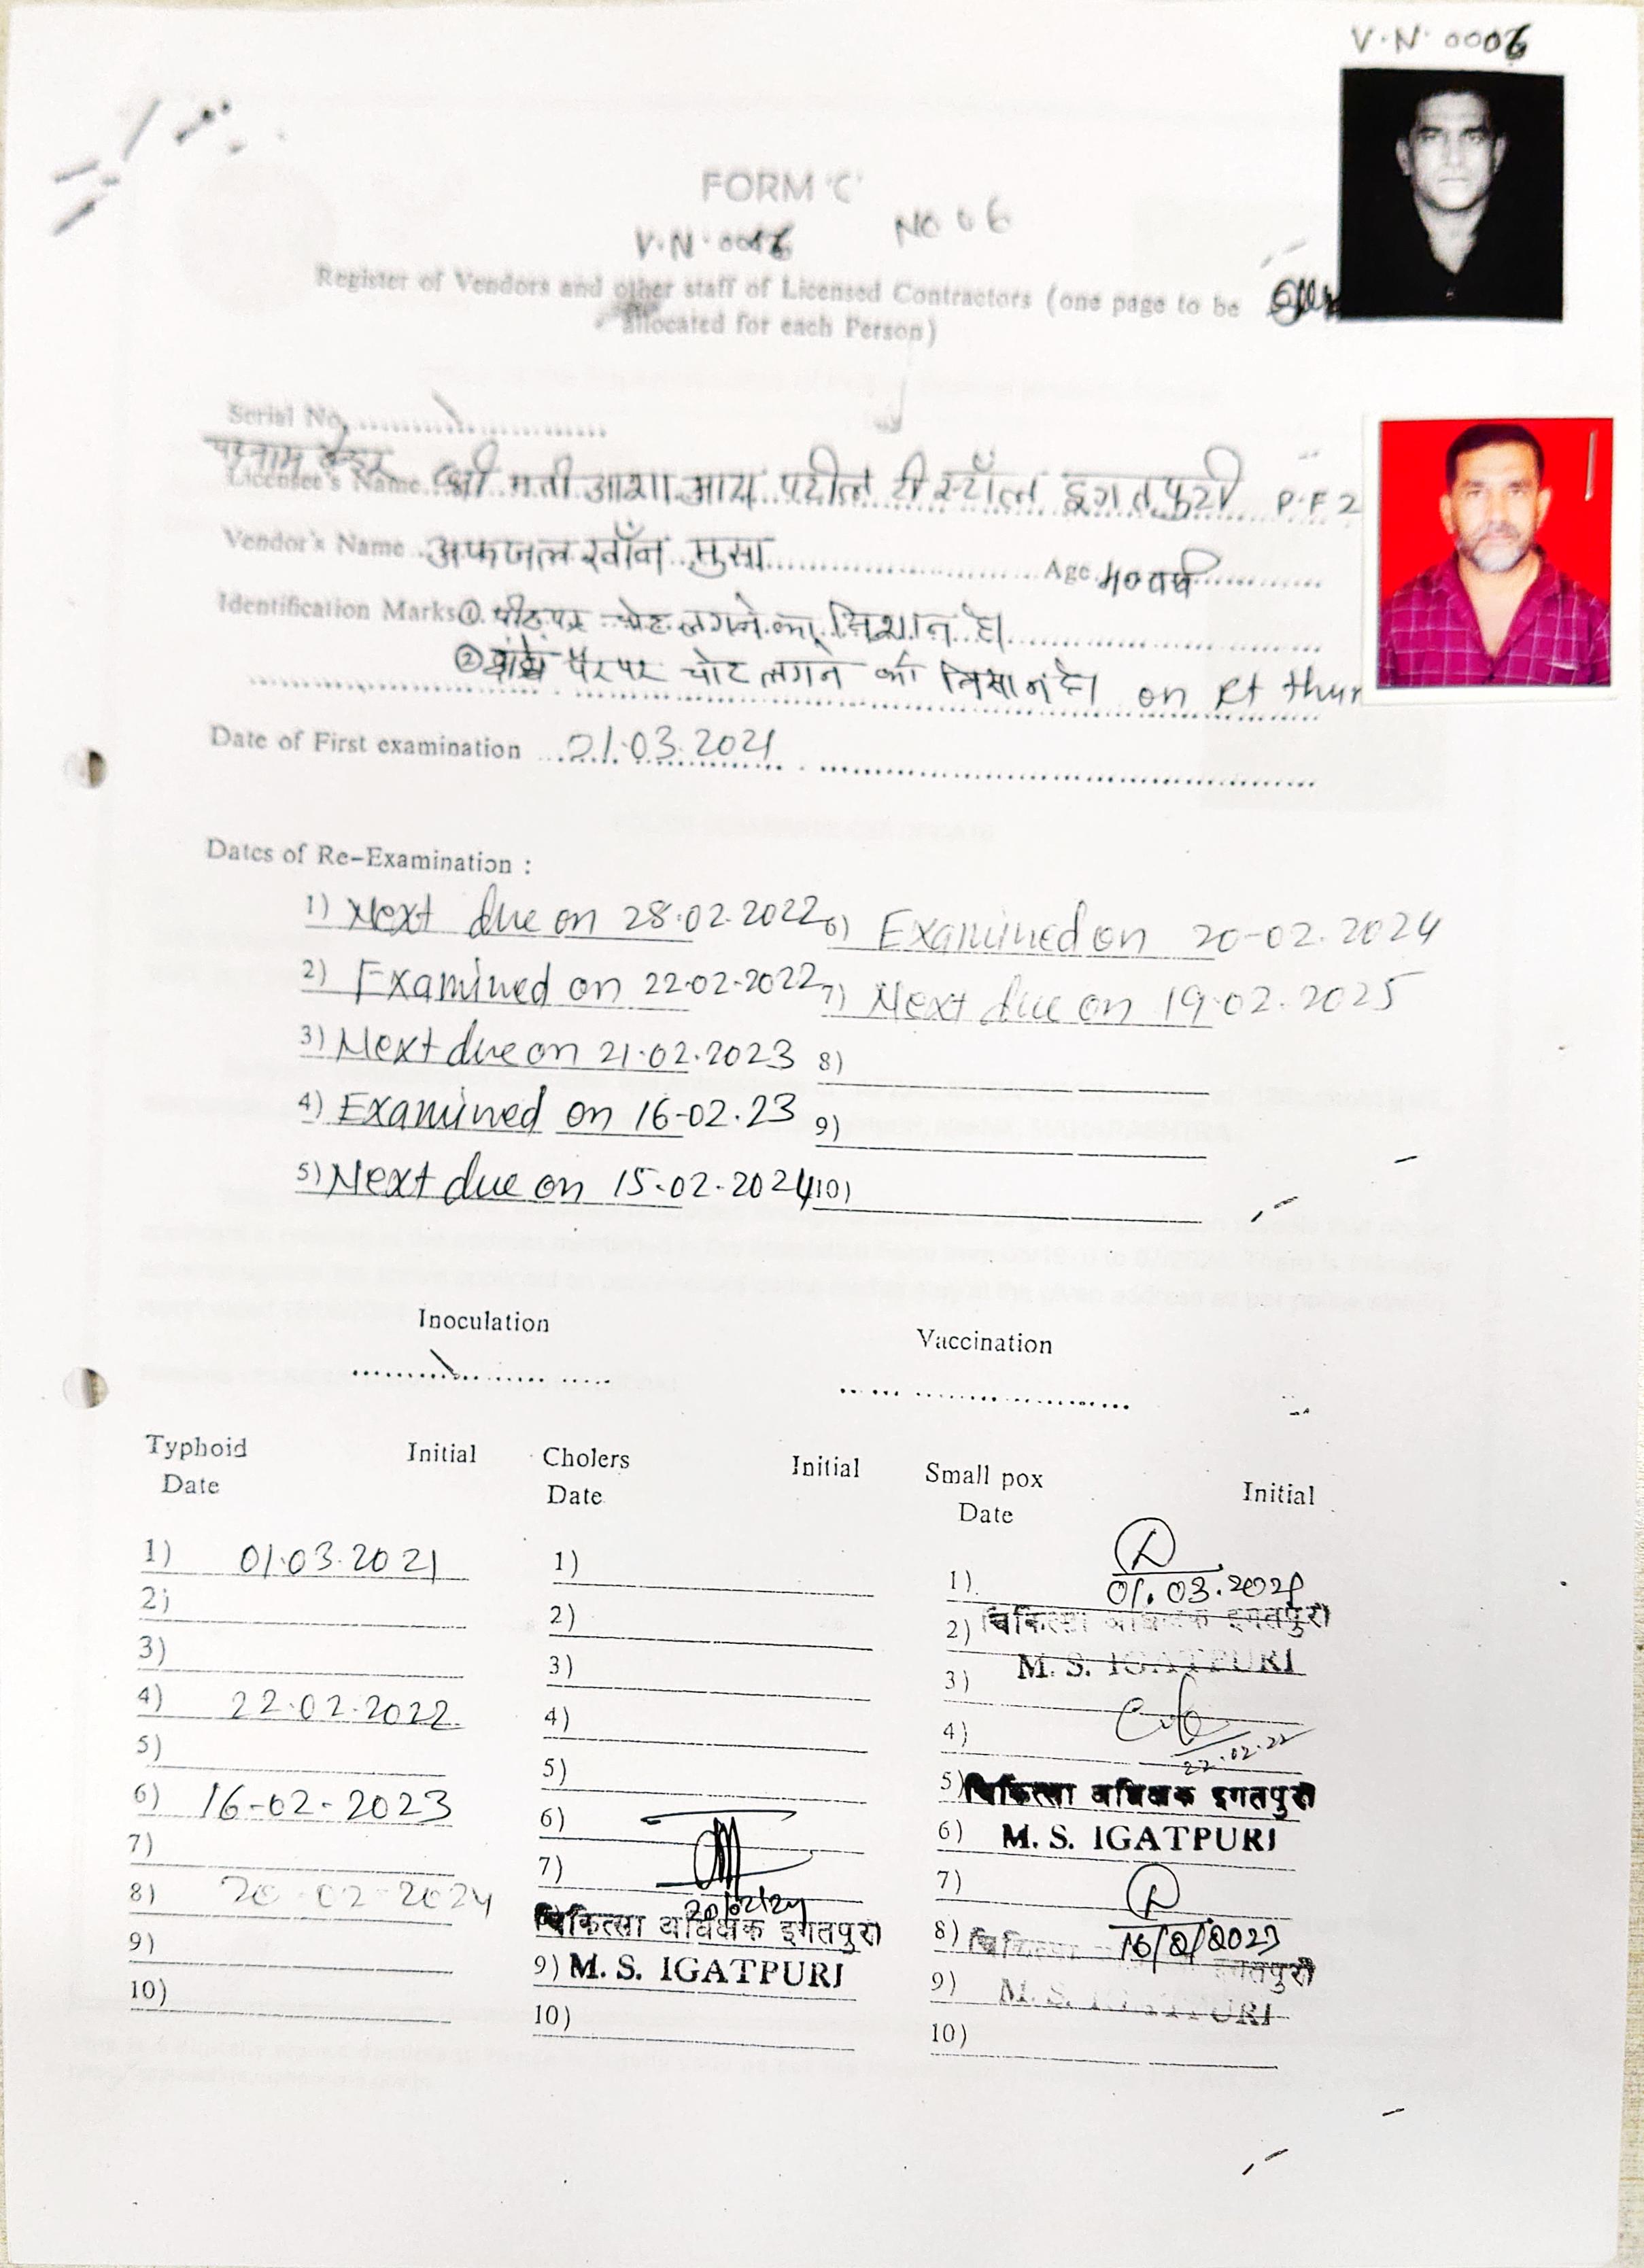 V.N. 0006
FORM 'C'
V.N. 0006 NO 06
Register of Vendors and other staff of Licensed Contractors (one page to be
allocated for each Person)
Serial No.
Licensee's Name श्री मती आशा आय पटील टी स्टॉल इगतपुरी P.F 2
Vendor's Name अफजल खाँन मुसा Age 40 वर्ष
Identification Marks ① पीठ पर चोट लगने का निशान है।
② पैर पर चोट लगने का निसान है। on Rt
Date of First examination 01.03.2021
Dates of Re-Examination :
1) Next due on 28.02.2022 6) Examined on 20-02.2024
2) Examined on 22.02.2022 7) Next due on 19.02.2025
3) Next due on 21.02.2023 8)
4) Examined on 16-02.23 9)
5) Next due on 15.02.2024 10)
Inoculation Vaccination
Typhoid Initial Cholers Initial Small pox Initial
Date Date Date
1) 01.03.2021 1) 1) 01.03.2021
2) 2) 2) चिकित्सा अधिक्षक इगतपुरी
3) 3) M. S. IGATPURI
3)
4) 22.02.2022 4) 4) 22.02.22
5) 5) 5) चिकित्सा अधिक्षक इगतपुरी
6) 16-02-2023 6) 6) M. S. IGATPURI
7) 7) 20/02/24 7)
8) 20-02-2024 चिकित्सा अधिक्षक इगतपुरी 8) चिकित्सा इगतपुरी 16/2/2023
9) 9) M. S. IGATPURI 9) M. S. IGATPURI
10) 10) 10)